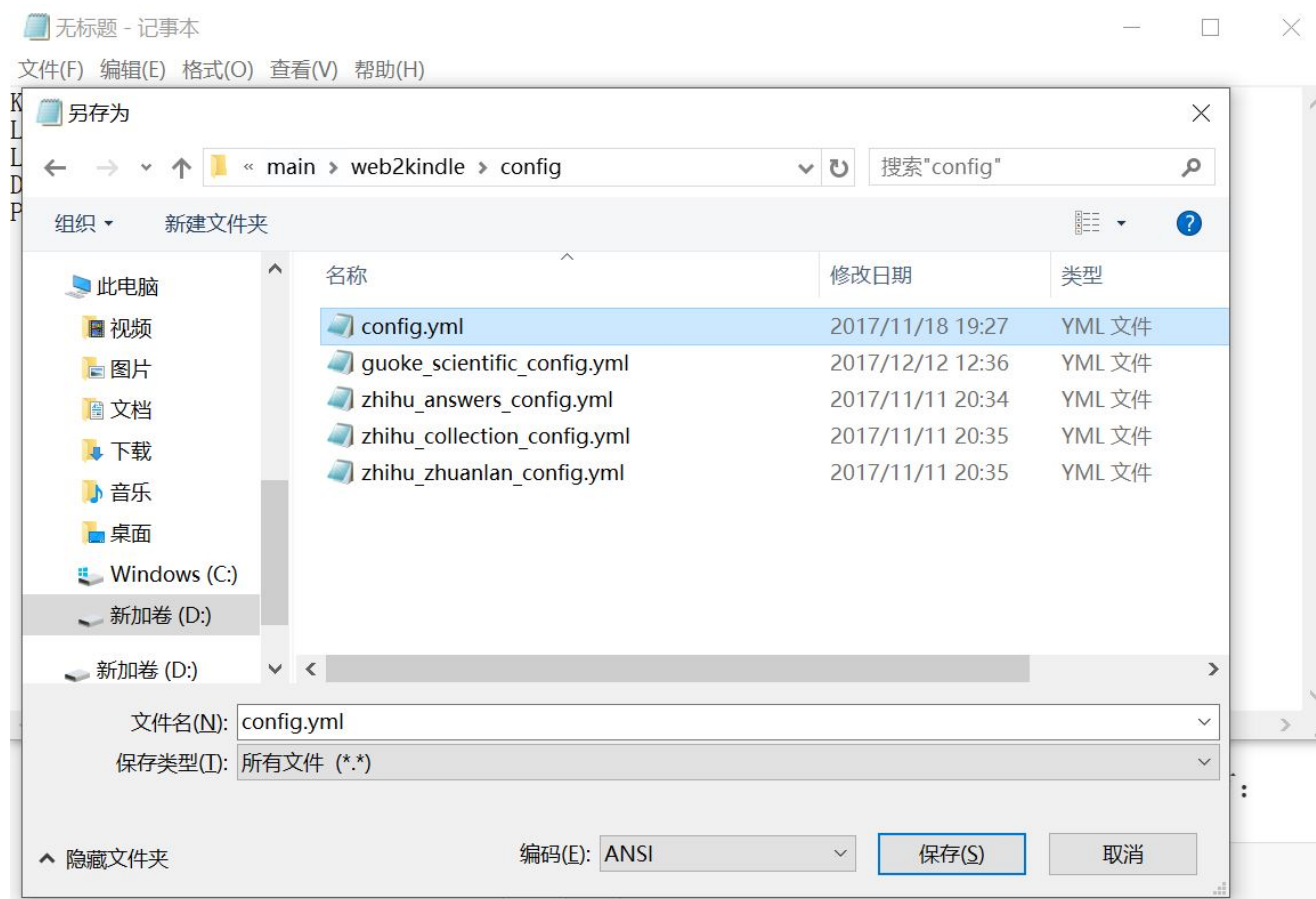 无标题 - 记事本
文件(F) 编辑(E) 格式(O) 查看(V) 帮助(H)
K
L
L
D
P
另存为
« main › web2kindle › config
搜索"config"
组织 新建文件夹
名称 修改日期 类型
此电脑
视频
图片
文档
下载
音乐
桌面
Windows (C:)
新加卷 (D:)
新加卷 (D:)
config.yml 2017/11/18 19:27 YML 文件
guoke_scientific_config.yml 2017/12/12 12:36 YML 文件
zhihu_answers_config.yml 2017/11/11 20:34 YML 文件
zhihu_collection_config.yml 2017/11/11 20:35 YML 文件
zhihu_zhuanlan_config.yml 2017/11/11 20:35 YML 文件
文件名(N): config.yml
保存类型(T): 所有文件 (*.*)
隐藏文件夹 编码(E): ANSI 保存(S) 取消